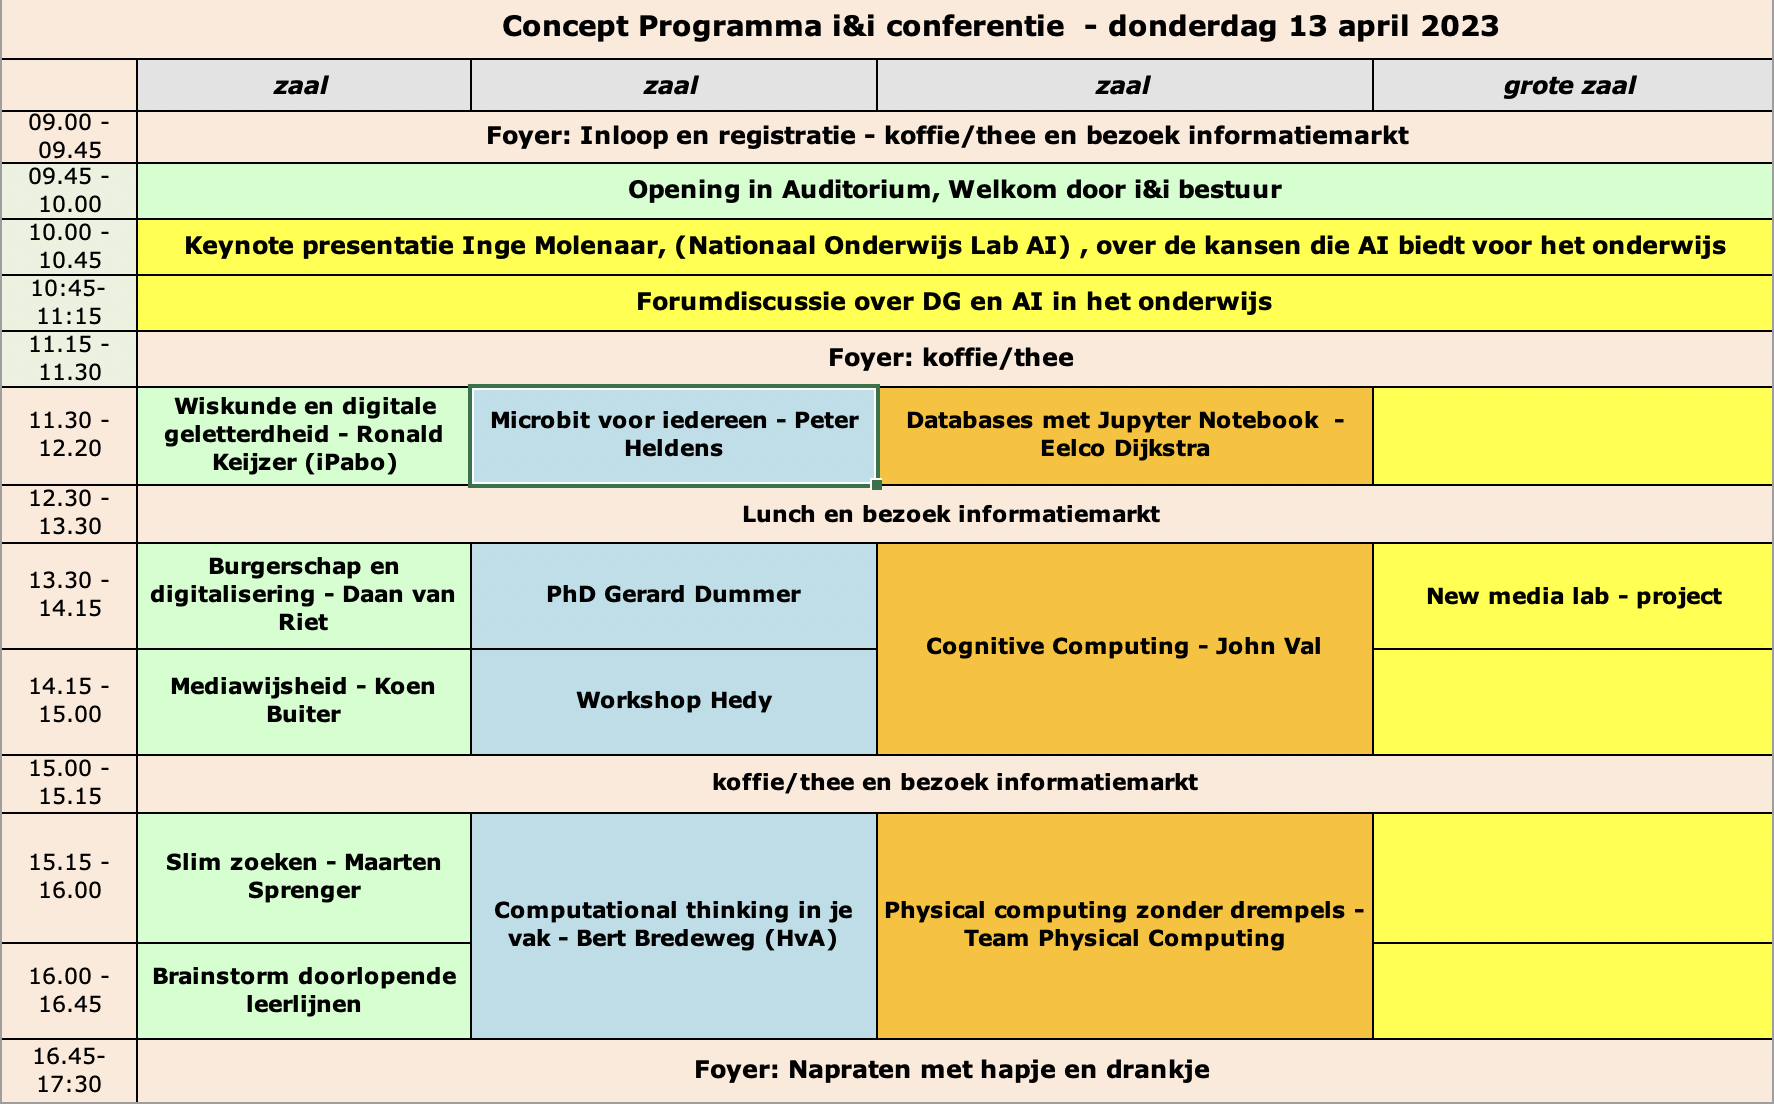 Concept Programma i&i conferentie  - donderdag 13 april 2023
zaal
zaal
zaal
grote zaal
09.00 -
09.45
Foyer: Inloop en registratie - koffie/thee en bezoek informatiemarkt
09.45 -
10.00
Opening in Auditorium, Welkom door i&i bestuur
10.00 -
10.45
Keynote presentatie Inge Molenaar, (Nationaal Onderwijs Lab AI) , over de kansen die AI biedt voor het onderwijs
10:45-
11:15
Forumdiscussie over DG en AI in het onderwijs
11.15 -
11.30
Foyer: koffie/thee
11.30 -
12.20
Wiskunde en digitale
geletterdheid - Ronald
Keijzer (iPabo)
Microbit voor iedereen - Peter
Heldens
Databases met Jupyter Notebook  -
Eelco Dijkstra
12.30 -
13.30
Lunch en bezoek informatiemarkt
13.30 -
14.15
Burgerschap en
digitalisering - Daan van
Riet
PhD Gerard Dummer
Cognitive Computing - John Val
New media lab - project
14.15 -
15.00
Mediawijsheid - Koen
Buiter
Workshop Hedy
15.00 -
15.15
koffie/thee en bezoek informatiemarkt
15.15 -
16.00
Slim zoeken - Maarten
Sprenger
Computational thinking in je
vak - Bert Bredeweg (HvA)
Physical computing zonder drempels -
Team Physical Computing
16.00 -
16.45
Brainstorm doorlopende
leerlijnen
16.45-
17:30
Foyer: Napraten met hapje en drankje